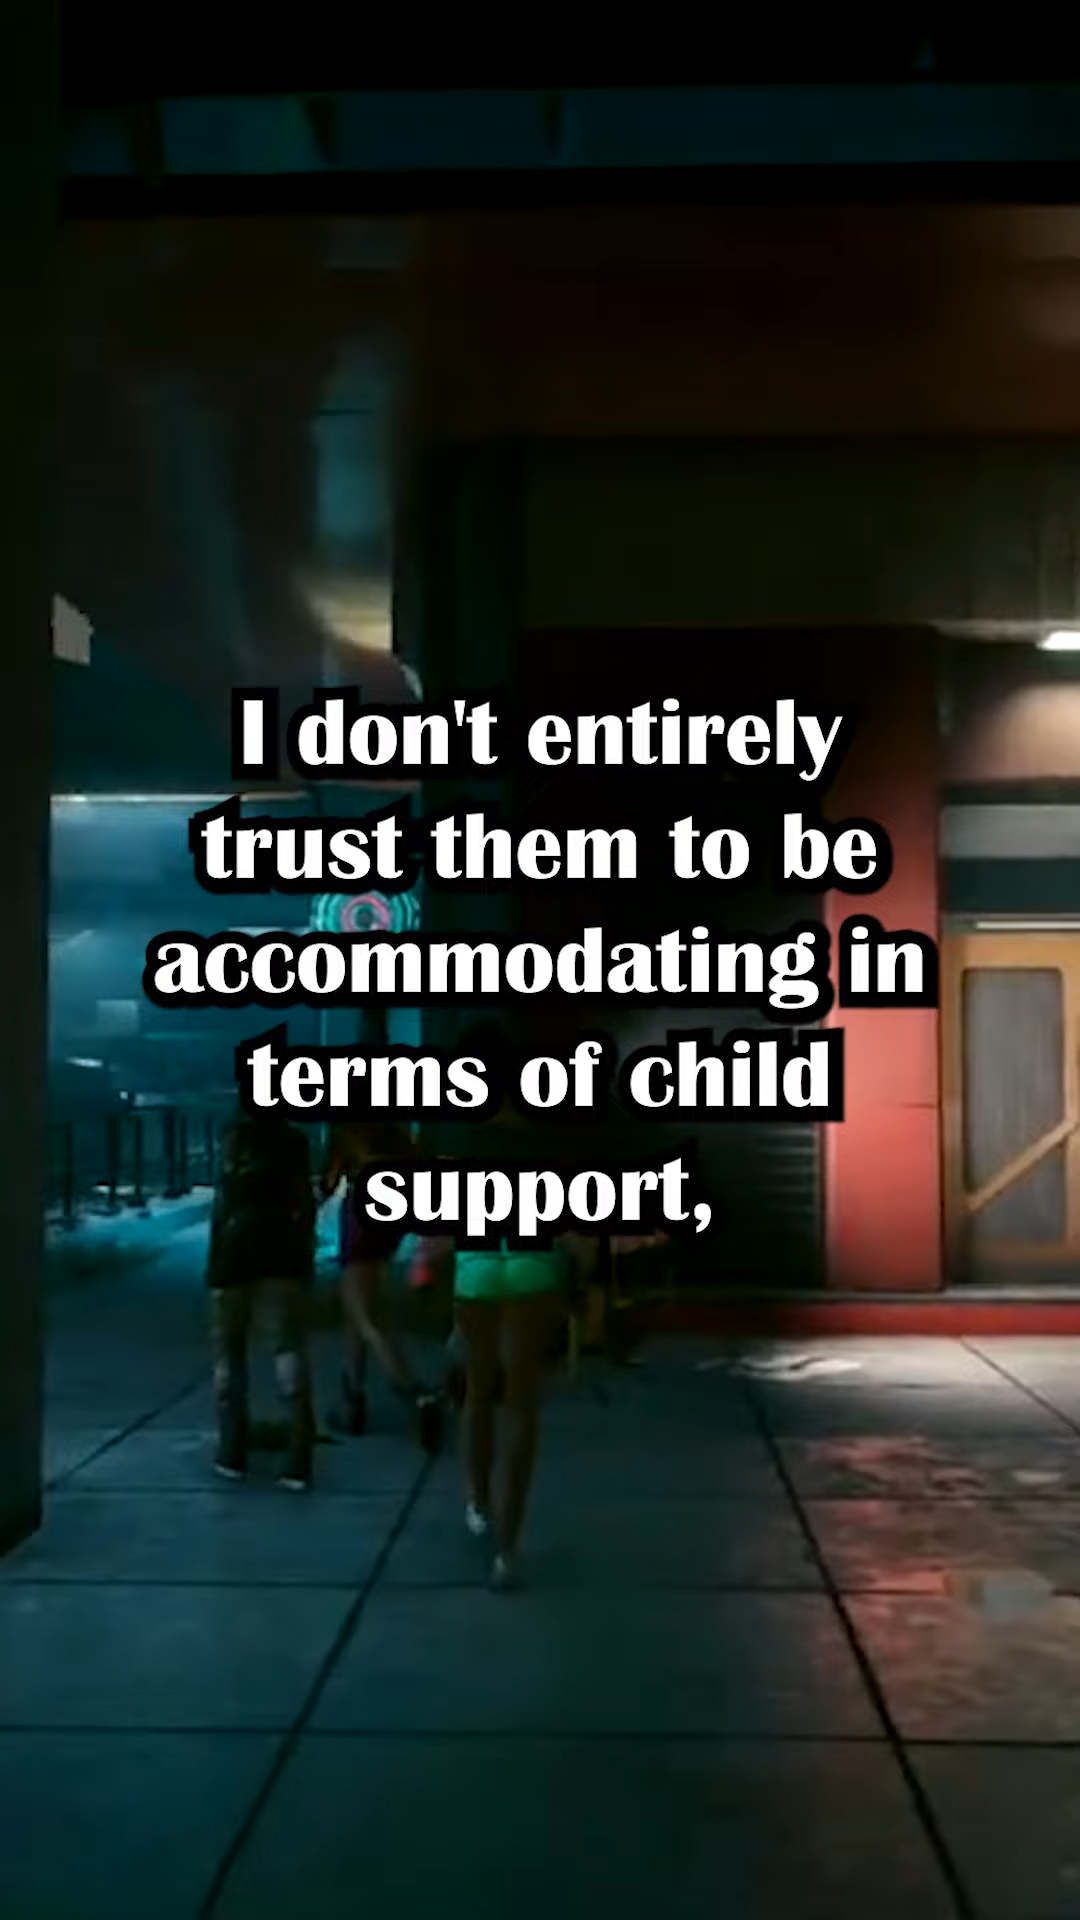 I don't entirely
trust them to be
accommodating in
terms of child
support,